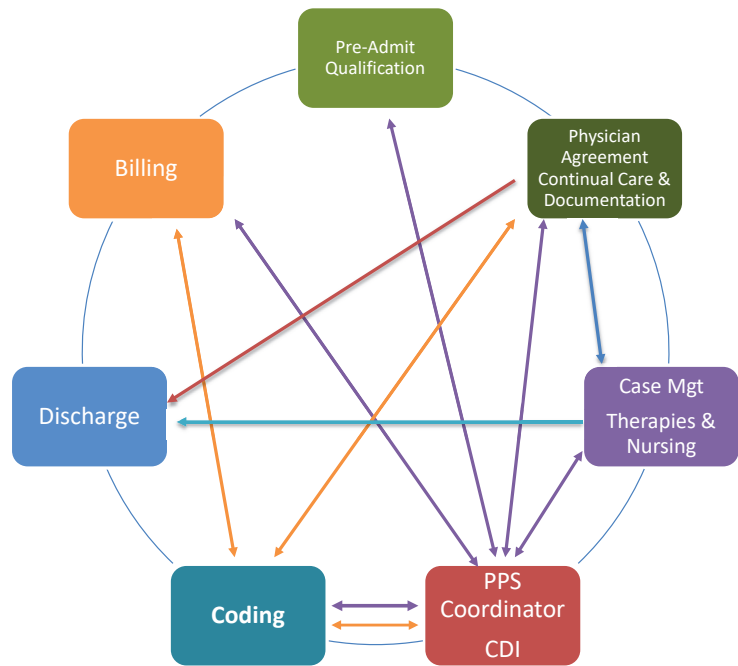 Pre-Admit
Qualification
Physician
Agreement
Continual Care &
Documentation
Case Mgt
Therapies &
Nursing
PPS
Coordinator
CDI
Coding
Discharge
Billing